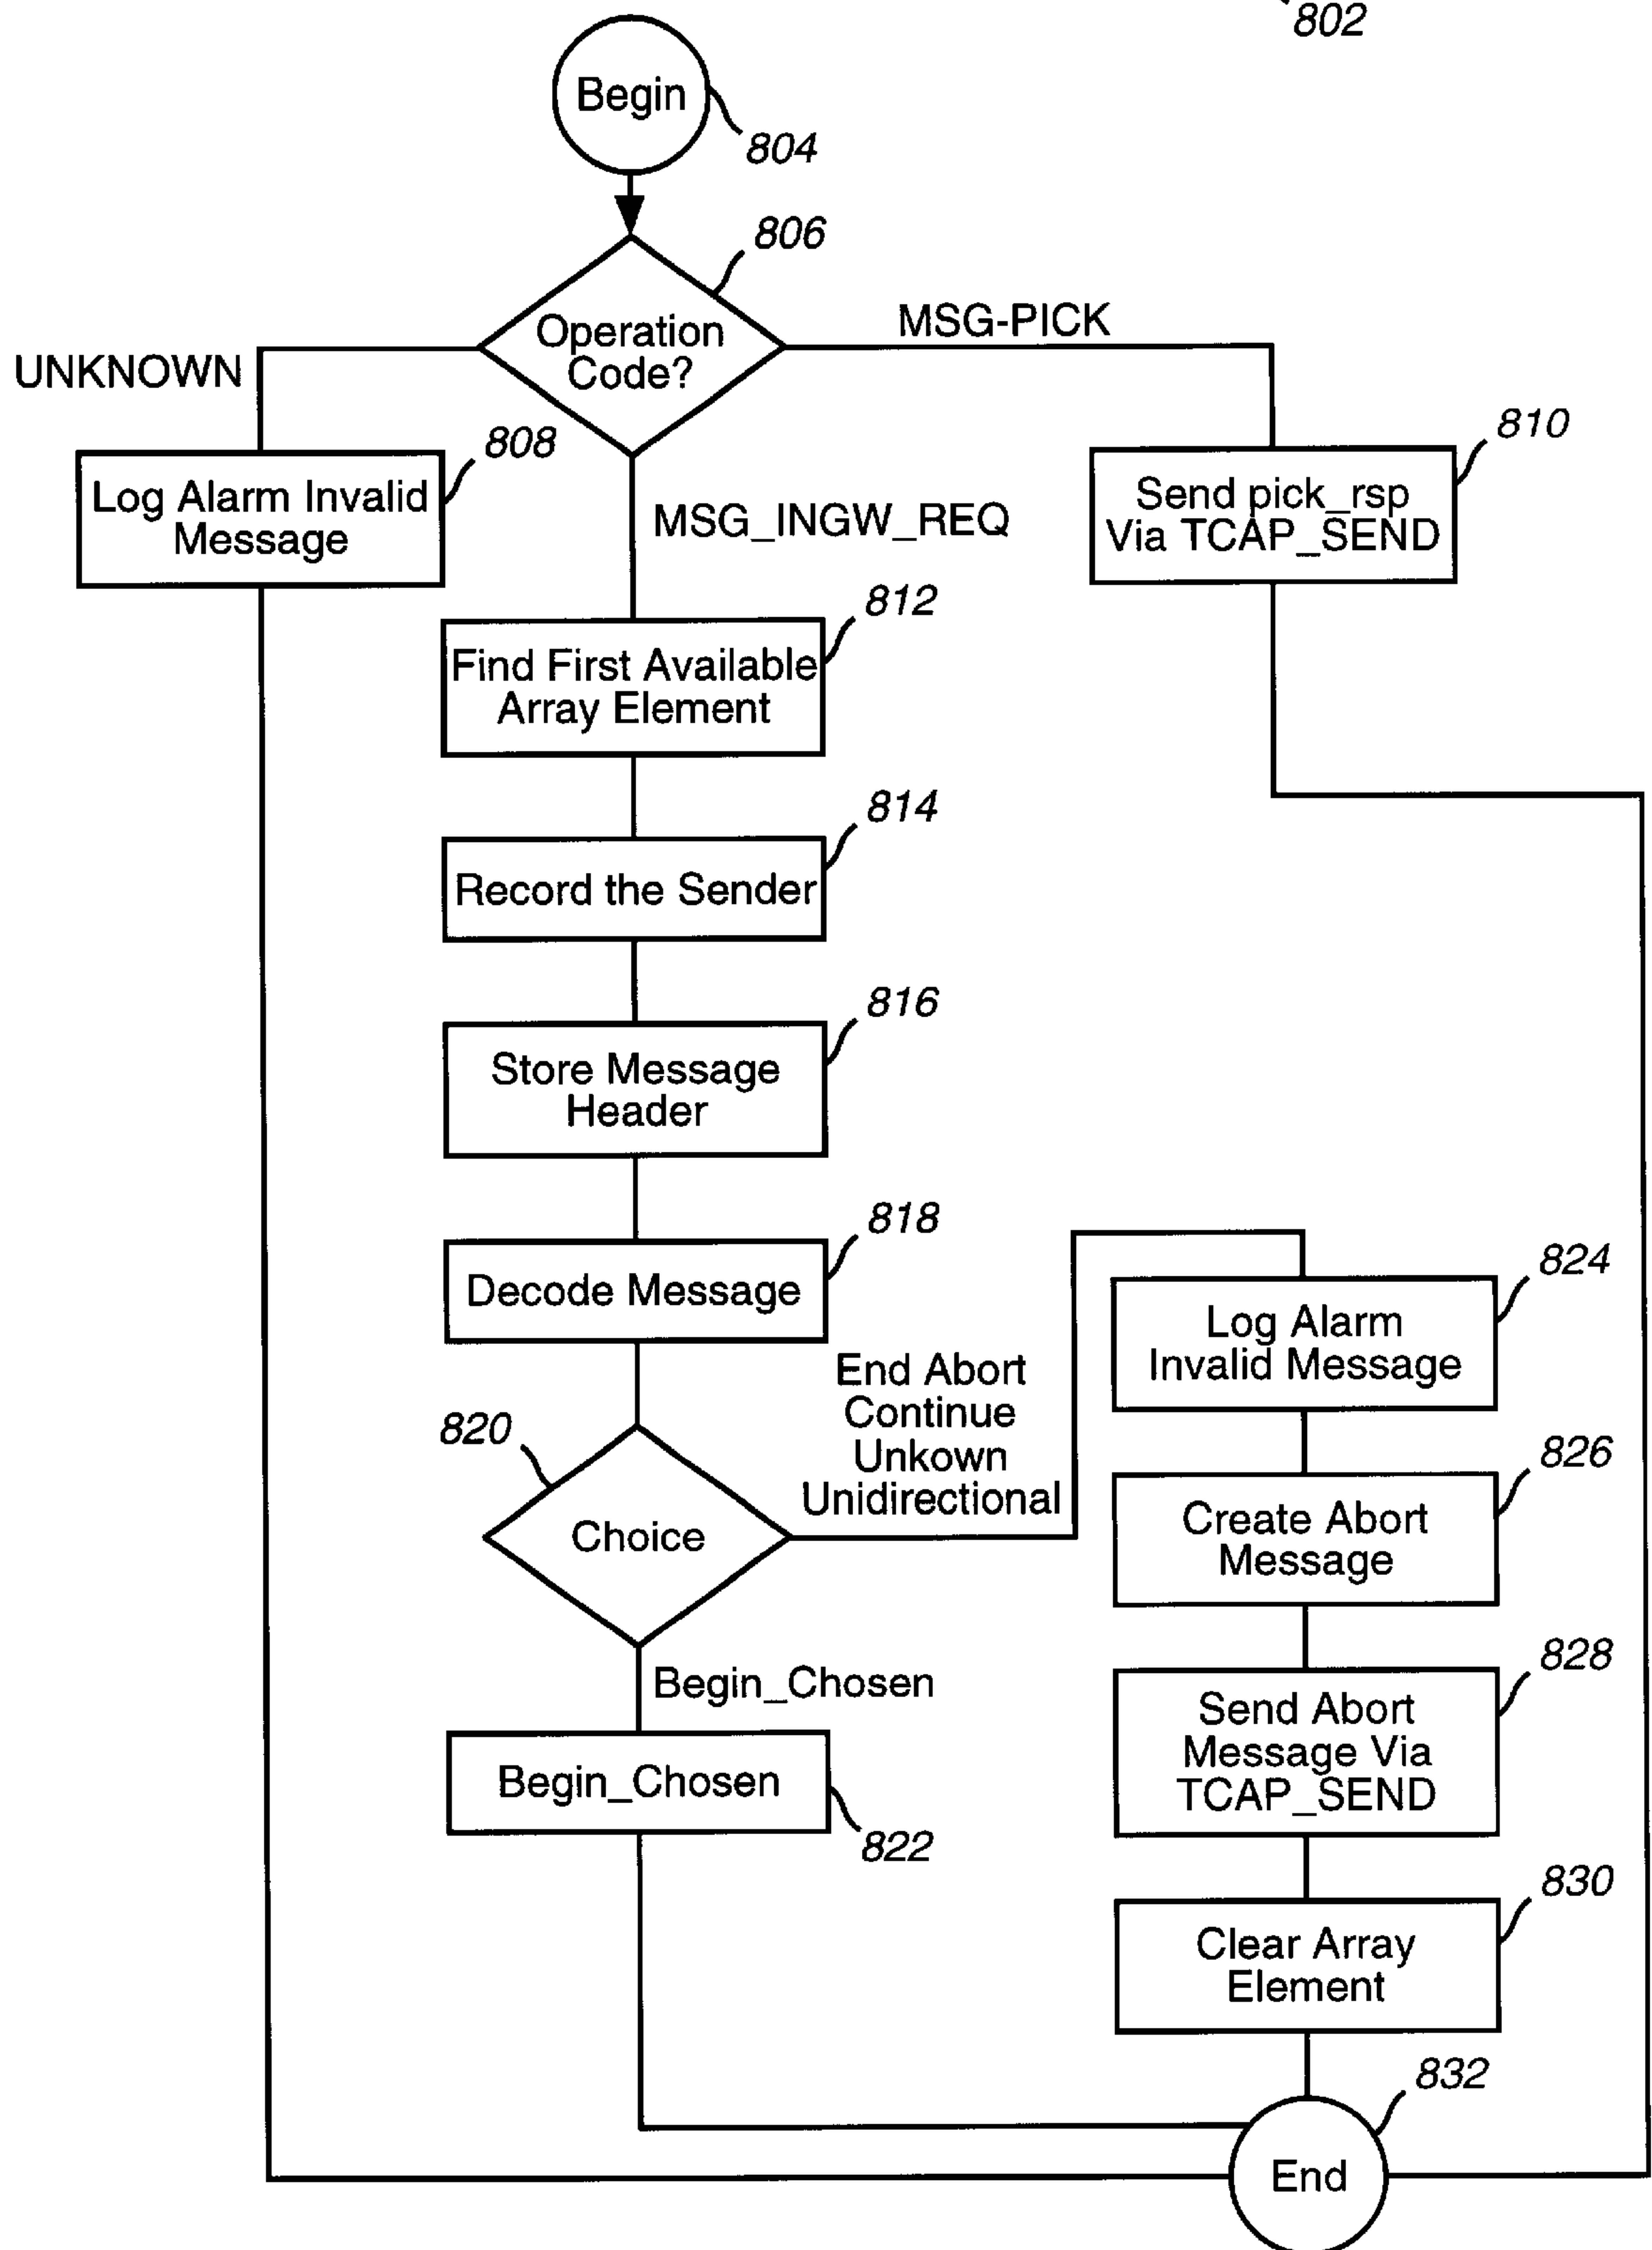 802
Begin
804
806
Operation
Code?
MSG-PICK
UNKNOWN
808
810
Log Alarm Invalid
Message
Send pick_rsp
Via TCAP_SEND
MSG_INGW_REQ
812
Find First Available
Array Element
814
Record the Sender
816
Store Message
Header
818
Decode Message
824
Log Alarm
Invalid Message
End Abort
Continue
Unkown
Unidirectional
820
Choice
826
Create Abort
Message
Begin_Chosen
828
Send Abort
Message Via
TCAP_SEND
Begin_Chosen
822
830
Clear Array
Element
832
End